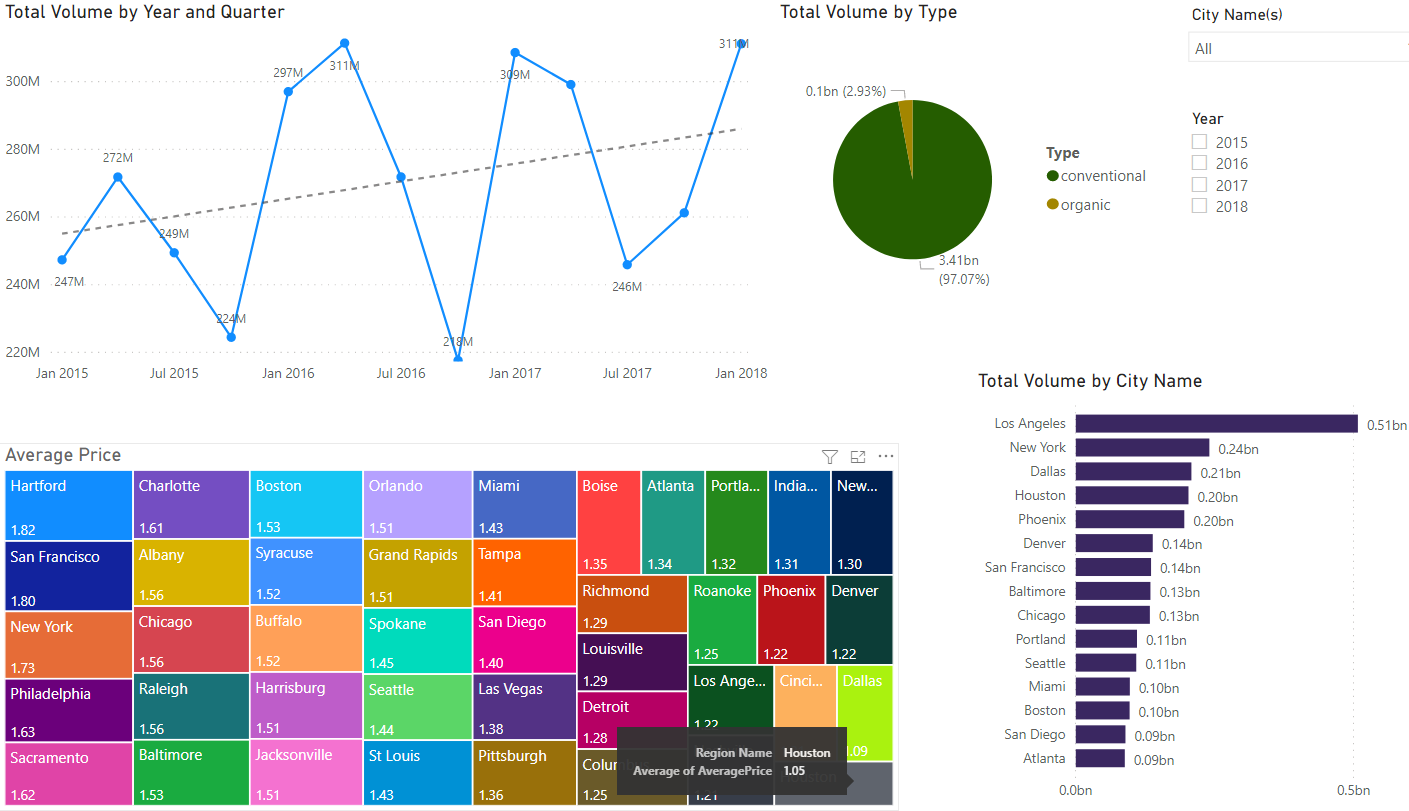 Total Volume by Year and Quarter
300M
280M
260M
240M
220M
247M
272M
249M
224M
297M
311M
218M
309M
246M
311M
Jan 2015
Jul 2015
Jan 2016
Jul 2016
Jan 2017
Jul 2017
Jan 2018
Total Volume by Type
0.1bn (2.93%)
3.41bn
(97.07%)
Type
conventional
organic
City Name(s)
All
Year
2015
2016
2017
2018
Total Volume by City Name
Los Angeles 0.51bn
New York 0.24bn
Dallas 0.21bn
Houston 0.20bn
Phoenix 0.20bn
Denver 0.14bn
San Francisco 0.14bn
Baltimore 0.13bn
Chicago 0.13bn
Portland 0.11bn
Seattle 0.11bn
Miami 0.10bn
Boston 0.10bn
San Diego 0.09bn
Atlanta 0.09bn
0.0bn 0.5bn
Average Price
Hartford
1.82
San Francisco
1.80
New York
1.73
Philadelphia
1.63
Sacramento
1.62
Charlotte
1.61
Albany
1.56
Chicago
1.56
Raleigh
1.56
Baltimore
1.53
Boston
1.53
Syracuse
1.52
Buffalo
1.52
Harrisburg
1.51
Jacksonville
1.51
Orlando
1.51
Grand Rapids
1.51
Spokane
1.45
Seattle
1.44
St Louis
1.43
Miami
1.43
Tampa
1.41
San Diego
1.40
Las Vegas
1.38
Pittsburgh
1.36
Boise
1.35
Atlanta
1.34
Portla...
1.32
India...
1.31
New...
1.30
Richmond
1.29
Louisville
1.29
Detroit
1.28
1.25
Roanoke
1.25
Phoenix
1.22
Denver
1.22
Los Ange...
1.22
Cinci...
Dallas
1.09
1.21
Houston
Region Name Houston
Average of AveragePrice 1.05